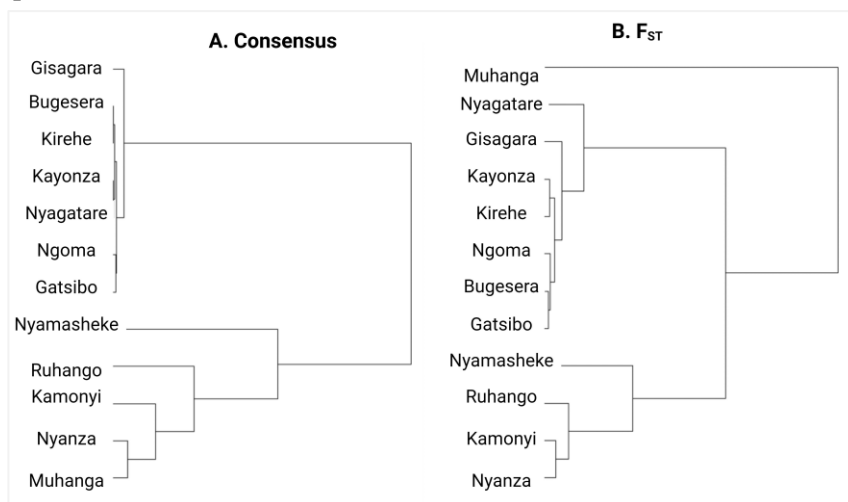 A. Consensus
Gisagara
Bugesera
Kirehe
Kayonza
Nyagatare
Ngoma
Gatsibo
Nyamasheke
Ruhango
Kamonyi
Nyanza
Muhanga
B. FST
Muhanga
Nyagatare
Gisagara
Kayonza
Kirehe
Ngoma
Bugesera
Gatsibo
Nyamasheke
Ruhango
Kamonyi
Nyanza